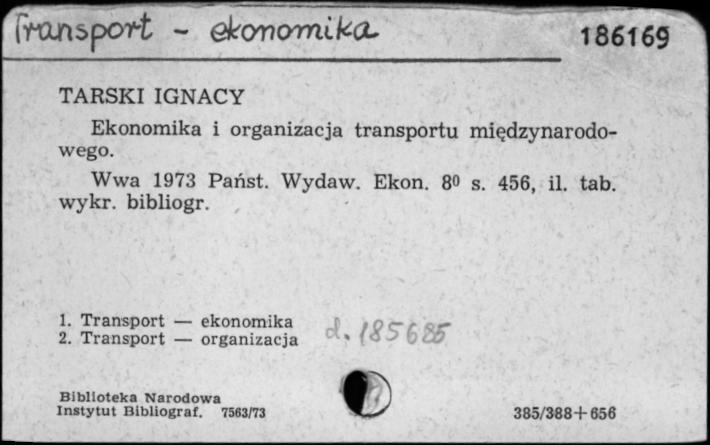 Transport - ekonomika 186169
TARSKI IGNACY
Ekonomika i organizacja transportu międzynarodo-
wego.
Wwa 1973 Państ. Wydaw. Ekon. 8⁰ s. 456, il. tab.
wykr. bibliogr.
1. Transport — ekonomika
2. Transport — organizacja
d. 185685
Biblioteka Narodowa
Instytut Bibliograf. 7563/73
385/388+656